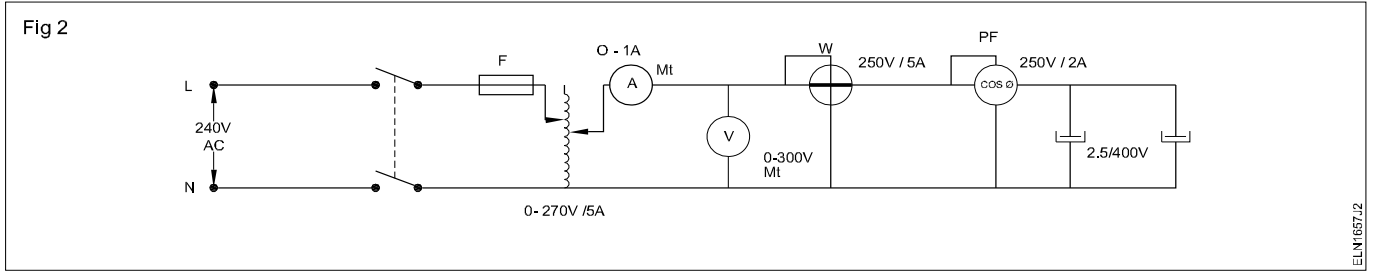 Fig 2
PF
O - 1A
W
F
Mt
250V / 5A
250V / 2A
L
A
COS Ø
240V
AC
V
2.5/400V
0-300V
Mt
N
0- 270V /5A
ELN1657J2